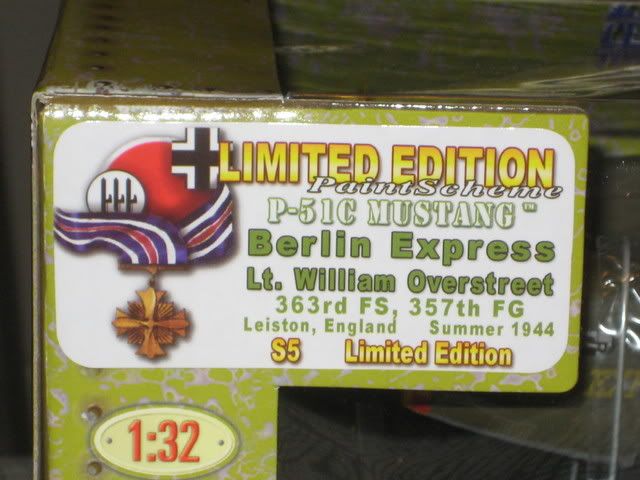 LIMITED EDITION
PaintScheme
P-51C MUSTANG™
Berlin Express
Lt. William Overstreet
363rd FS, 357th FG
Leiston, England Summer 1944
S5 Limited Edition
1:32